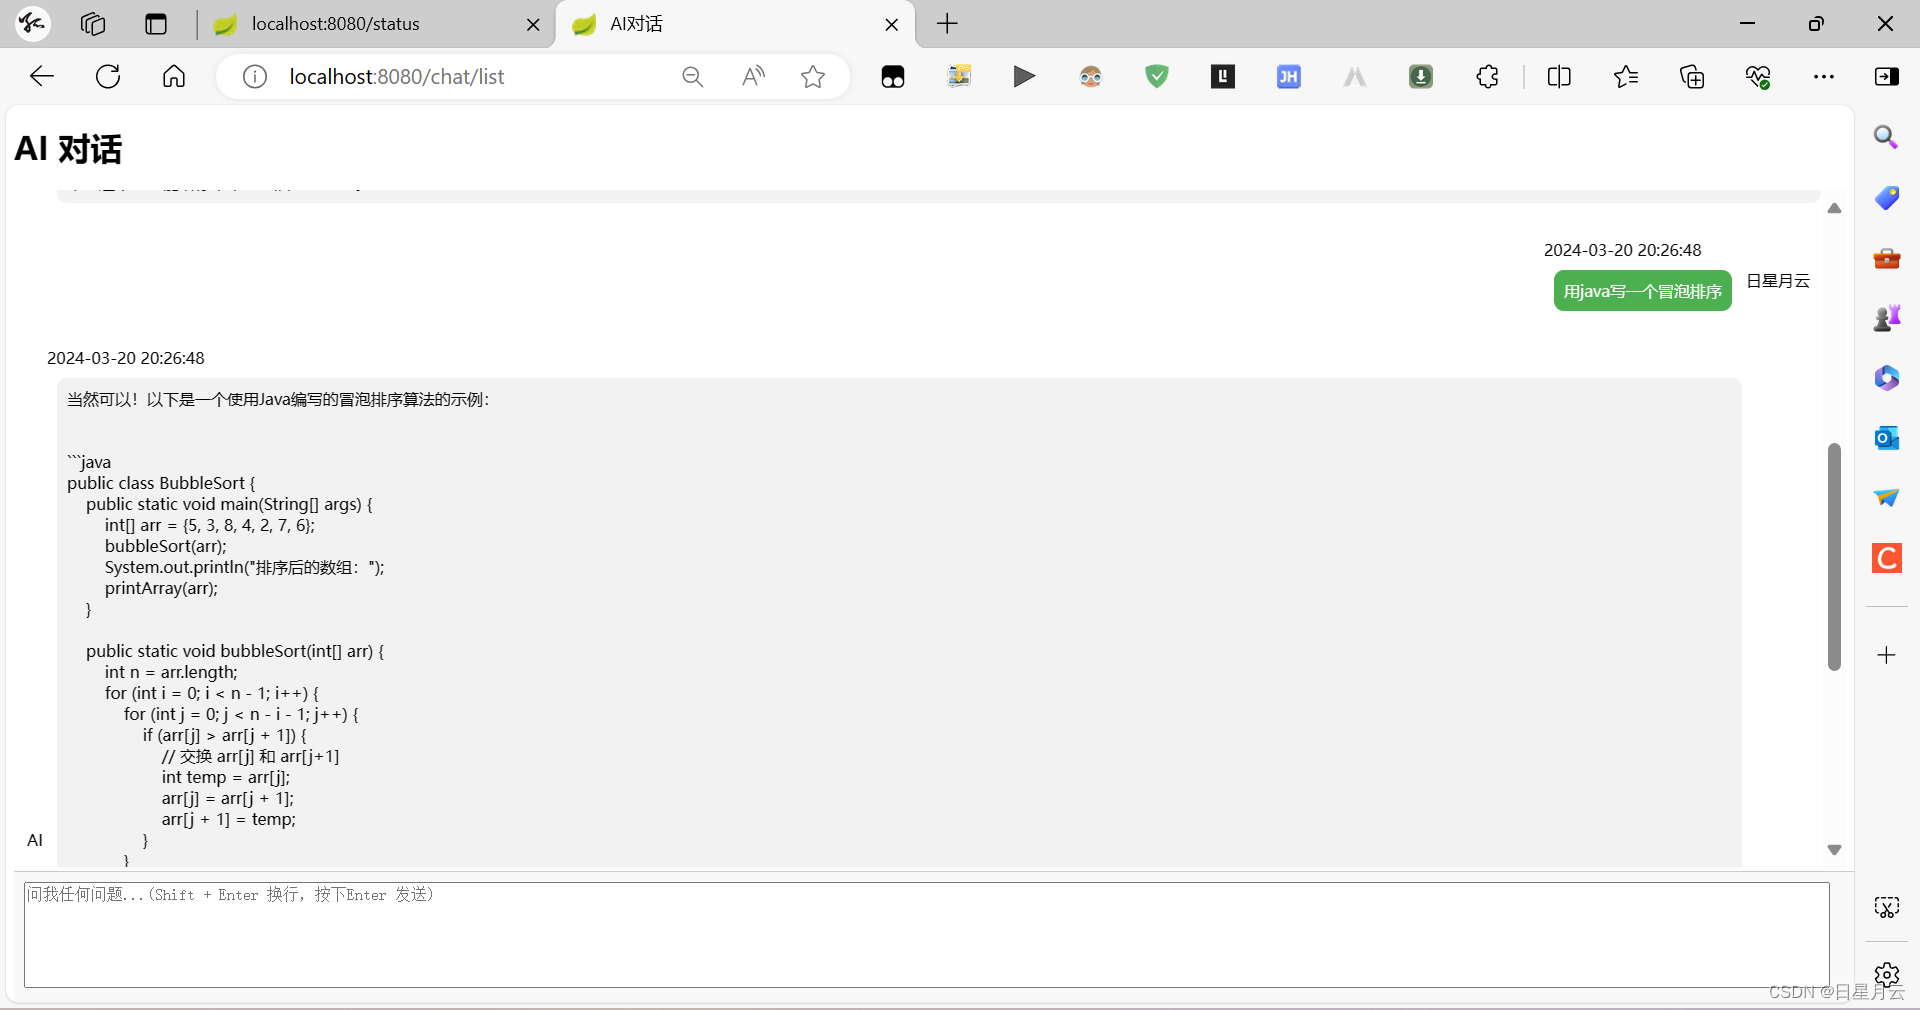 localhost:8080/status
AI对话
localhost:8080/chat/list
AI 对话
2024-03-20 20:26:48
用java写一个冒泡排序
日星月云
2024-03-20 20:26:48
当然可以！以下是一个使用Java编写的冒泡排序算法的示例：
```java
public class BubbleSort {
public static void main(String[] args) {
int[] arr = {5, 3, 8, 4, 2, 7, 6};
bubbleSort(arr);
System.out.println("排序后的数组：");
printArray(arr);
}
public static void bubbleSort(int[] arr) {
int n = arr.length;
for (int i = 0; i < n - 1; i++) {
for (int j = 0; j < n - i - 1; j++) {
if (arr[j] > arr[j + 1]) {
// 交换 arr[j] 和 arr[j+1]
int temp = arr[j];
arr[j] = arr[j + 1];
arr[j + 1] = temp;
}
}
AI
问我任何问题...(Shift + Enter 换行，按下Enter 发送)
CSDN @日星月云